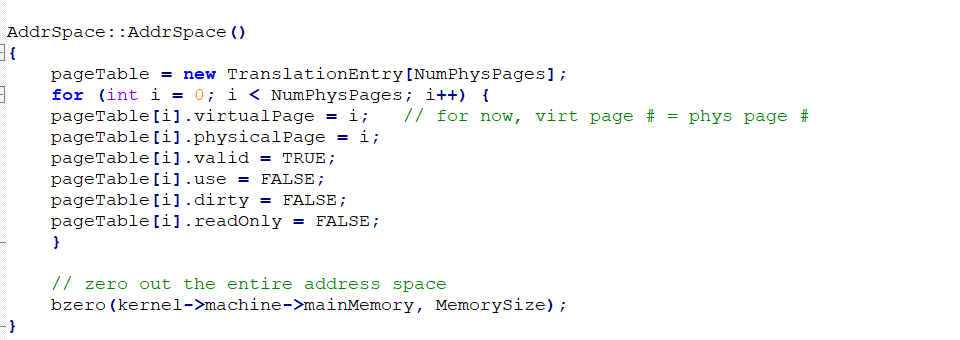 AddrSpace::AddrSpace()
{
    pageTable = new TranslationEntry[NumPhysPages];
    for (int i = 0; i < NumPhysPages; i++) {
    pageTable[i].virtualPage = i;   // for now, virt page # = phys page #
    pageTable[i].physicalPage = i;
    pageTable[i].valid = TRUE;
    pageTable[i].use = FALSE;
    pageTable[i].dirty = FALSE;
    pageTable[i].readOnly = FALSE;
    }

    // zero out the entire address space
    bzero(kernel->machine->mainMemory, MemorySize);
}